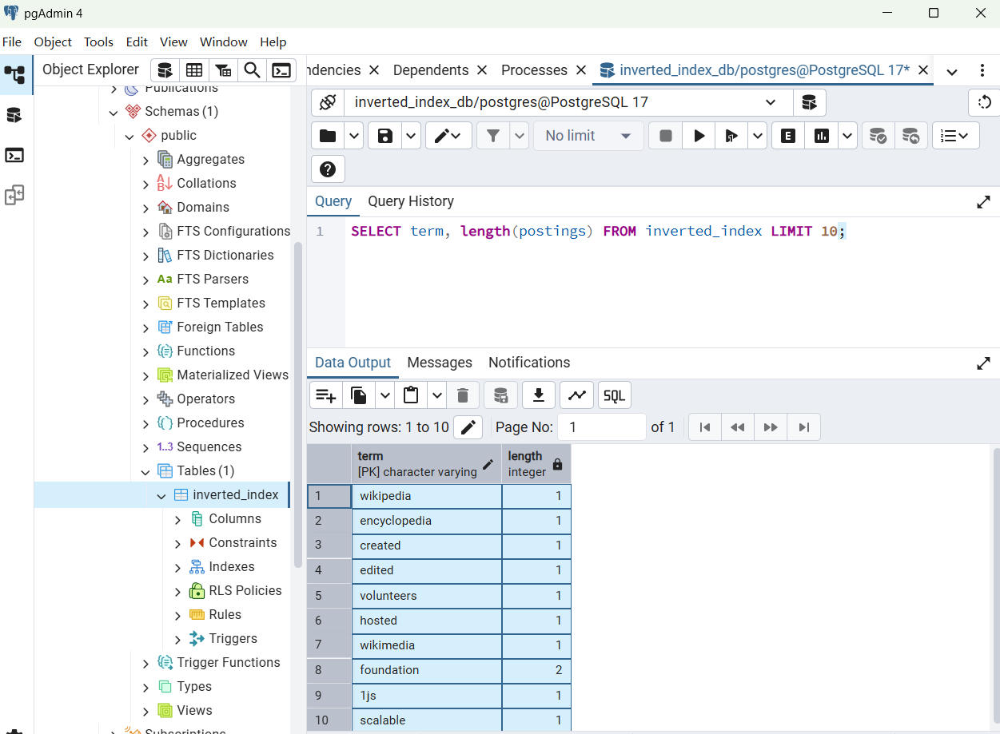 pgAdmin 4
File Object Tools Edit View Window Help
Object Explorer
ndencies Dependents Processes inverted_index_db/postgres@PostgreSQL 17*
Publications
Schemas (1)
public
Aggregates
Collations
Domains
FTS Configurations
FTS Dictionaries
Aa FTS Parsers
FTS Templates
Foreign Tables
Functions
Materialized Views
Operators
Procedures
1..3 Sequences
Tables (1)
inverted_index
Columns
Constraints
Indexes
RLS Policies
Rules
Triggers
Trigger Functions
Types
Views
Subscriptions
inverted_index_db/postgres@PostgreSQL 17
No limit
E
Query Query History
1 SELECT term, length(postings) FROM inverted_index LIMIT 10;
Data Output Messages Notifications
SQL
Showing rows: 1 to 10 Page No: 1 of 1
term length
[PK] character varying integer
1 wikipedia 1
2 encyclopedia 1
3 created 1
4 edited 1
5 volunteers 1
6 hosted 1
7 wikimedia 1
8 foundation 2
9 1js 1
10 scalable 1